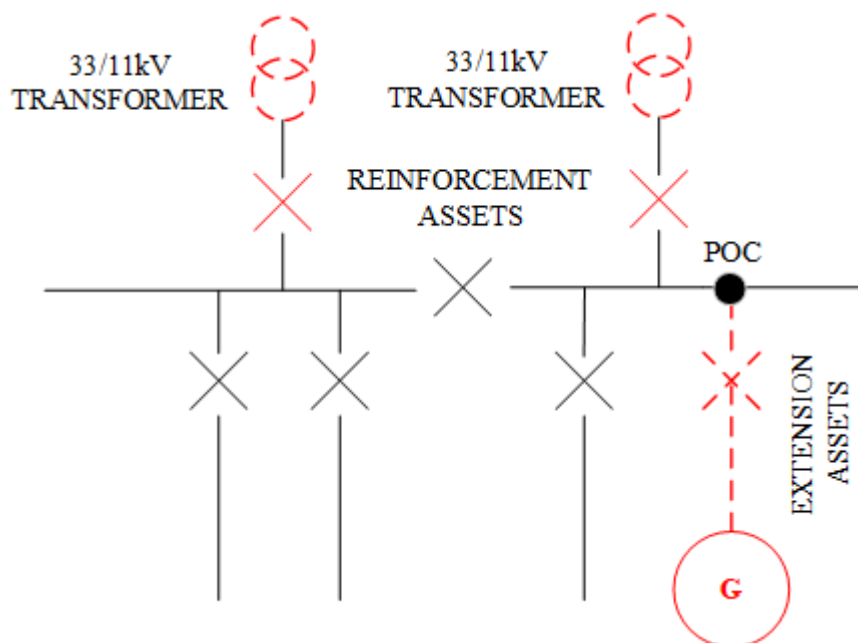 33/11kV
TRANSFORMER
33/11kV
TRANSFORMER
REINFORCEMENT
ASSETS
POC
EXTENSION
ASSETS
G